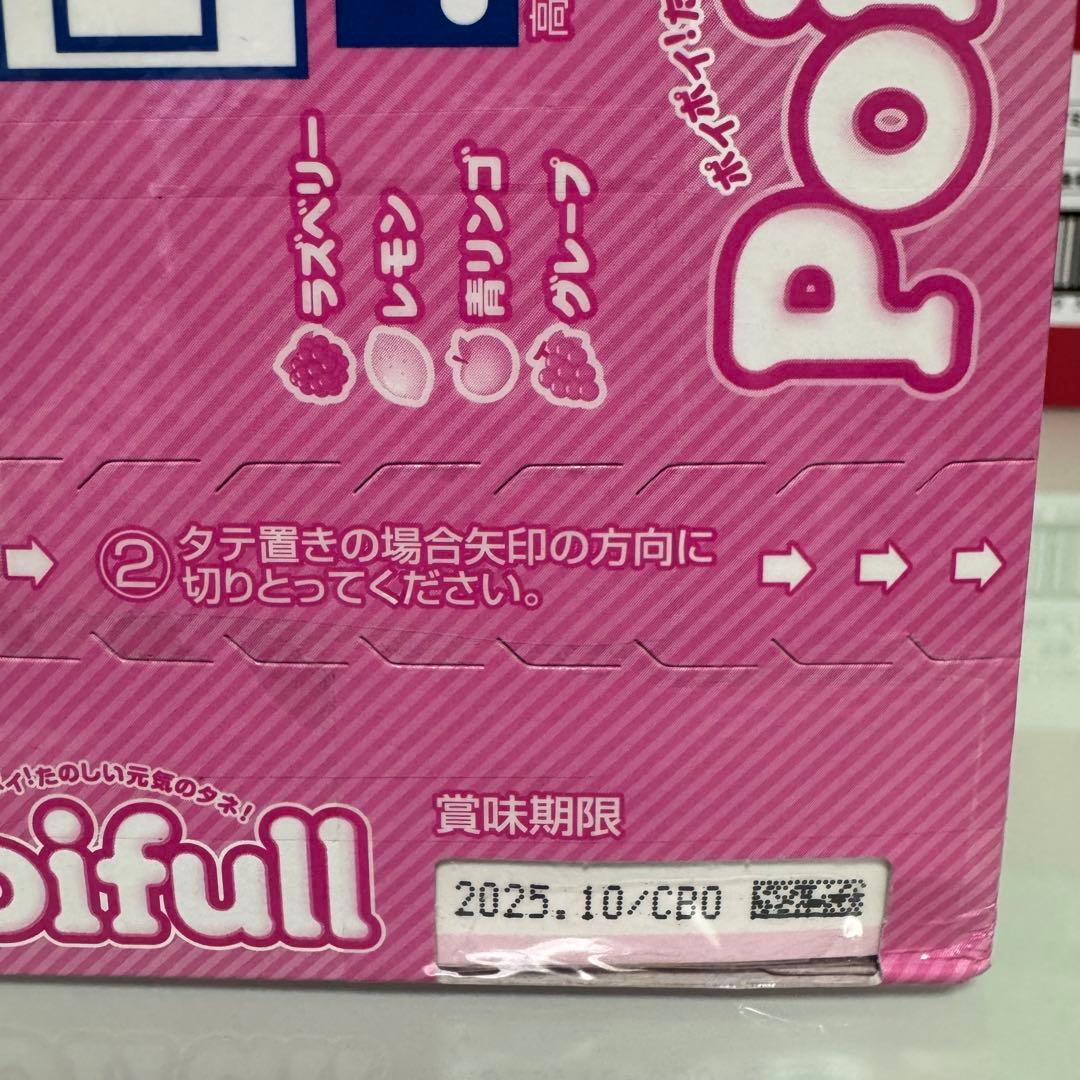 高
ポイポイ!た
Poi
ラズベリー
レモン
青リンゴ
グレープ
② タテ置きの場合矢印の方向に
切りとってください。
イ!たのしい元気のタネ!
oifull
賞味期限
2025.10/CB0